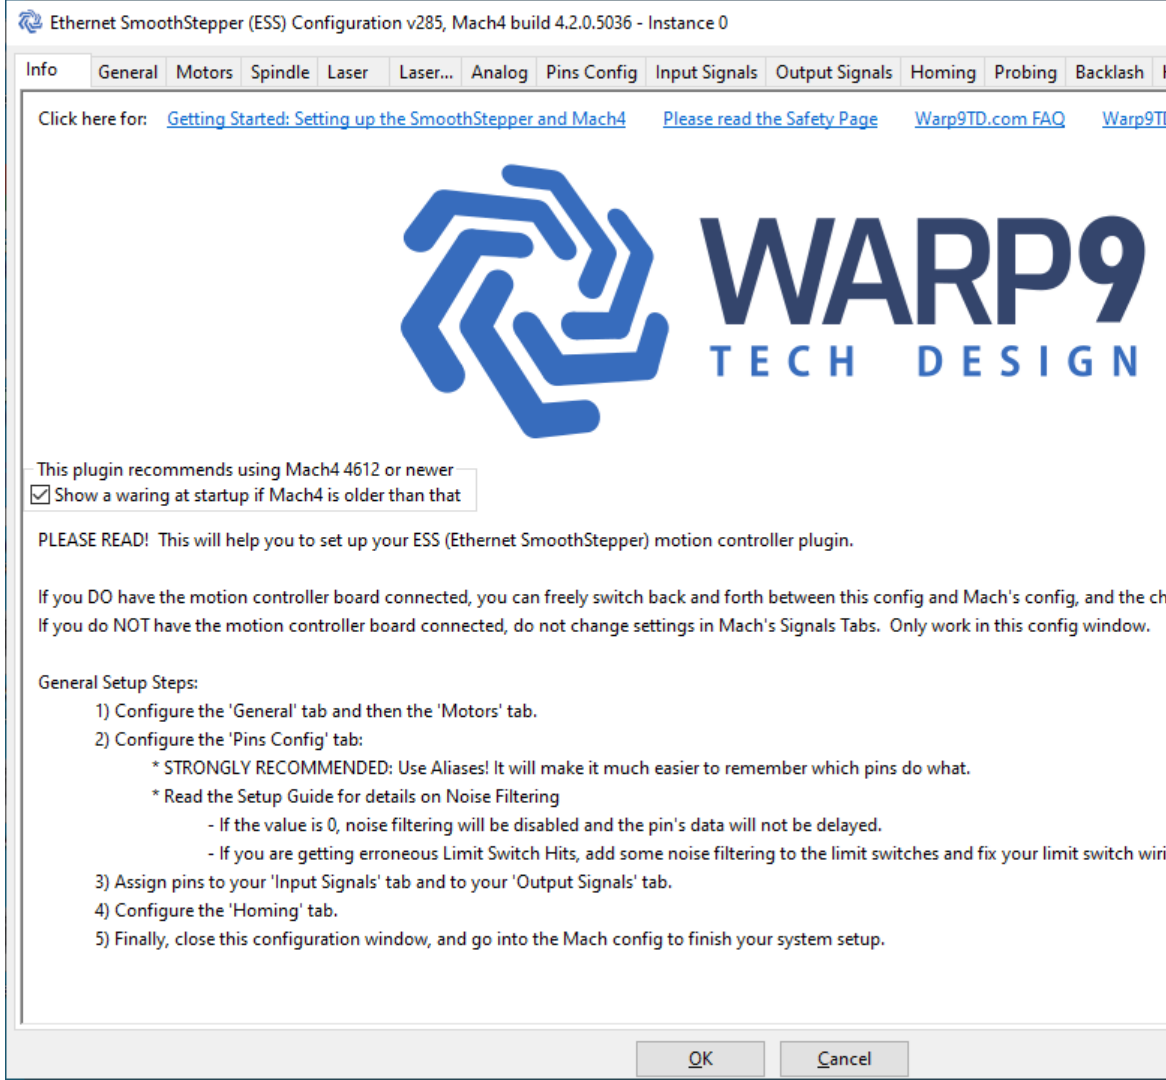 Ethernet SmoothStepper (ESS) Configuration v285, Mach4 build 4.2.0.5036 - Instance 0
Info General Motors Spindle Laser Laser... Analog Pins Config Input Signals Output Signals Homing Probing Backlash
Click here for: Getting Started: Setting up the SmoothStepper and Mach4 Please read the Safety Page Warp9TD.com FAQ
WARP9
TECH DESIGN
This plugin recommends using Mach4 4612 or newer
Show a waring at startup if Mach4 is older than that
PLEASE READ! This will help you to set up your ESS (Ethernet SmoothStepper) motion controller plugin.
If you DO have the motion controller board connected, you can freely switch back and forth between this config and Mach's config, and the
If you do NOT have the motion controller board connected, do not change settings in Mach's Signals Tabs. Only work in this config window.
General Setup Steps:
1) Configure the 'General' tab and then the 'Motors' tab.
2) Configure the 'Pins Config' tab:
* STRONGLY RECOMMENDED: Use Aliases! It will make it much easier to remember which pins do what.
* Read the Setup Guide for details on Noise Filtering
- If the value is 0, noise filtering will be disabled and the pin's data will not be delayed.
- If you are getting erroneous Limit Switch Hits, add some noise filtering to the limit switches and fix your limit switch
3) Assign pins to your 'Input Signals' tab and to your 'Output Signals' tab.
4) Configure the 'Homing' tab.
5) Finally, close this configuration window, and go into the Mach config to finish your system setup.
OK Cancel